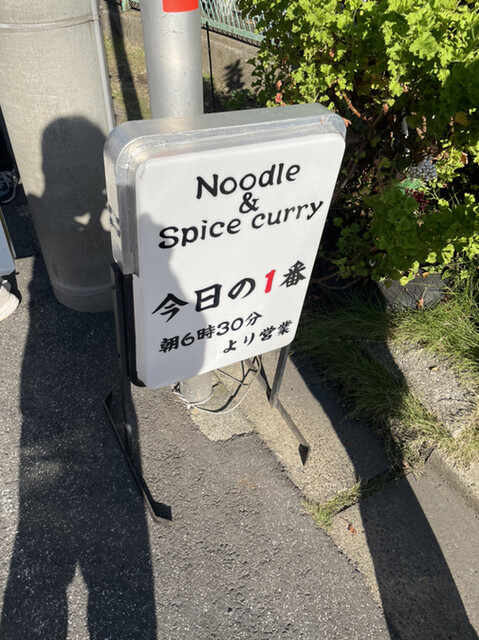 Noodle
&
Spice curry
今日の1番
朝6時30分
より営業